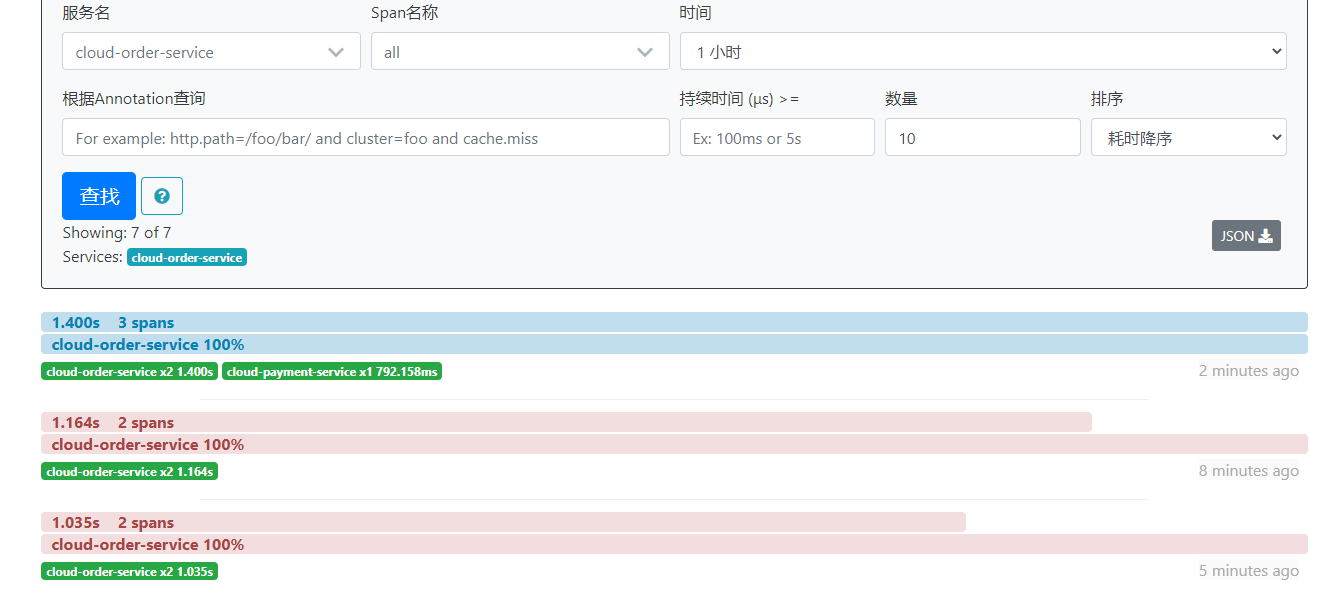 服务名 Span名称 时间
cloud-order-service all 1 小时
根据Annotation查询 持续时间 (μs) >= 数量 排序
For example: http.path=/foo/bar/ and cluster=foo and cache.miss Ex: 100ms or 5s 10 耗时降序
查找 ?
Showing: 7 of 7
JSON
Services: cloud-order-service
1.400s 3 spans
cloud-order-service 100%
cloud-order-service x2 1.400s cloud-payment-service x1 792.158ms 2 minutes ago
1.164s 2 spans
cloud-order-service 100%
cloud-order-service x2 1.164s 8 minutes ago
1.035s 2 spans
cloud-order-service 100%
cloud-order-service x2 1.035s 5 minutes ago